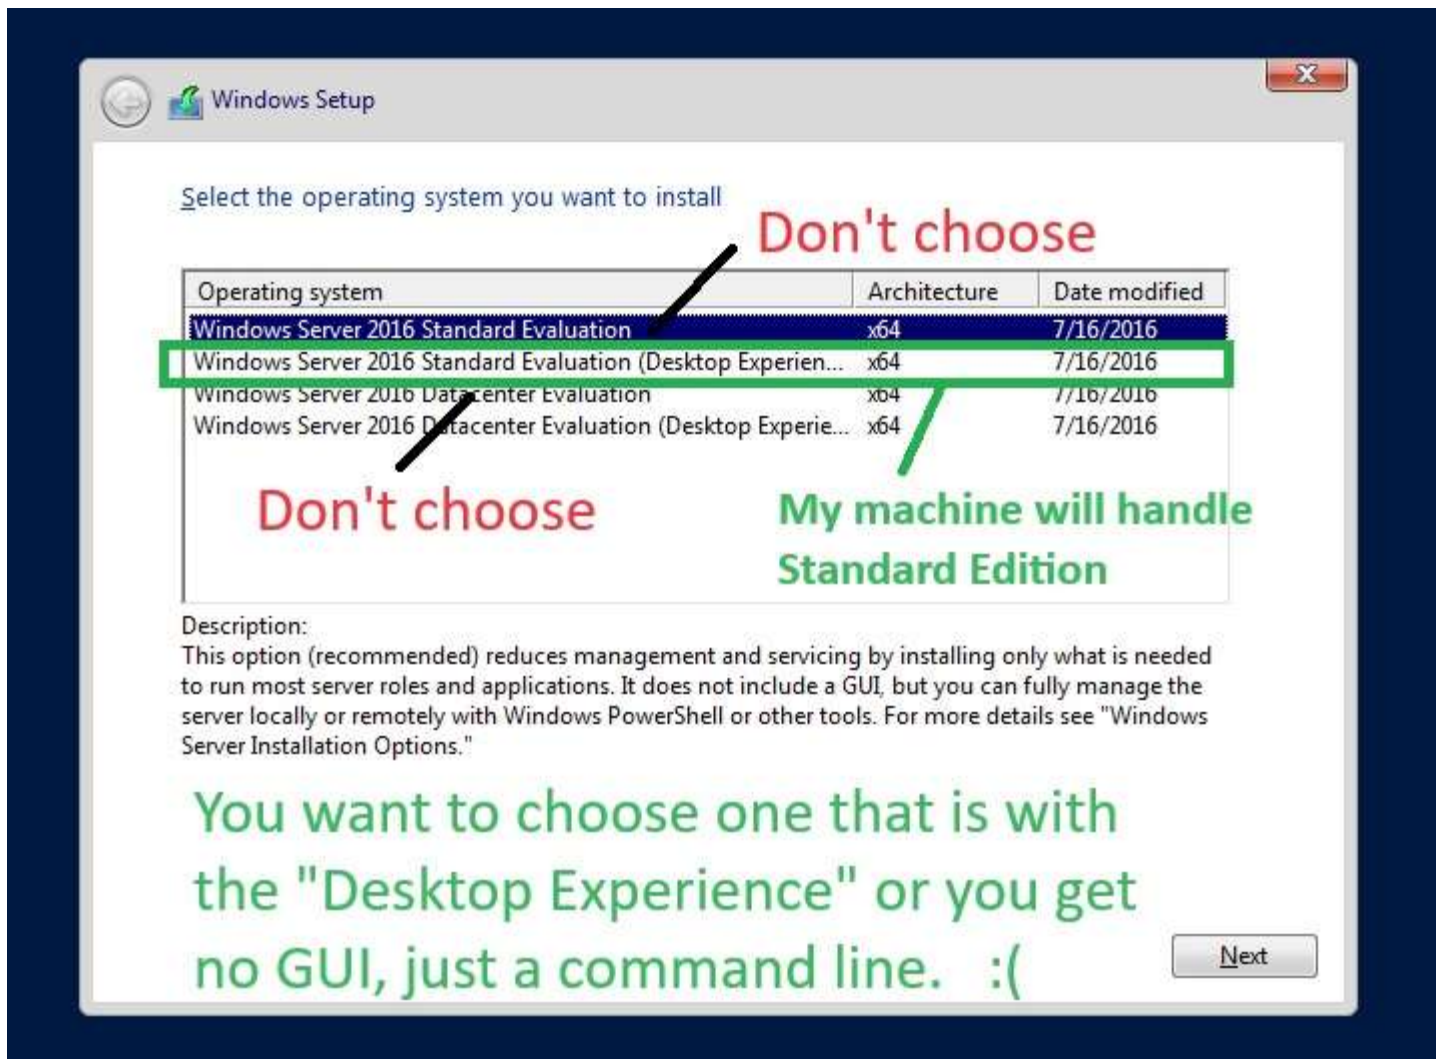 Windows Setup
Select the operating system you want to install
Don't choose
Operating system Architecture Date modified
Windows Server 2016 Standard Evaluation x64 7/16/2016
Windows Server 2016 Standard Evaluation (Desktop Experien... x64 7/16/2016
Windows Server 2016 Datacenter Evaluation x64 7/16/2016
Windows Server 2016 Datacenter Evaluation (Desktop Experie... x64 7/16/2016
Don't choose
My machine will handle
Standard Edition
Description:
This option (recommended) reduces management and servicing by installing only what is needed
to run most server roles and applications. It does not include a GUI, but you can fully manage the
server locally or remotely with Windows PowerShell or other tools. For more details see "Windows
Server Installation Options."
You want to choose one that is with
the "Desktop Experience" or you get
no GUI, just a command line. :(
Next